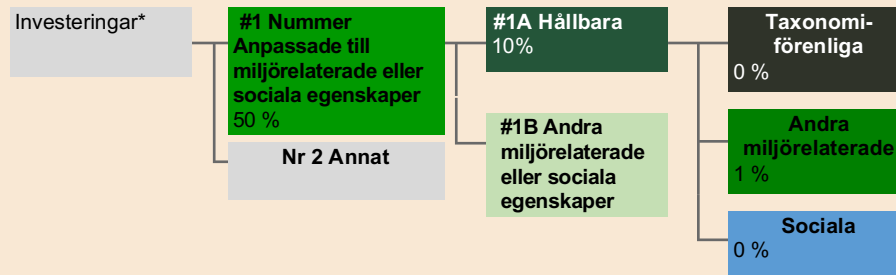 Investeringar*
#1 Nummer
Anpassade till
miljörelaterade eller
sociala egenskaper
50 %
Nr 2 Annat
#1A Hållbara
10%
#1B Andra
miljörelaterade
eller sociala
egenskaper
Taxonomi-
förenliga
0 %
Andra
miljörelaterade
1 %
Sociala
0 %